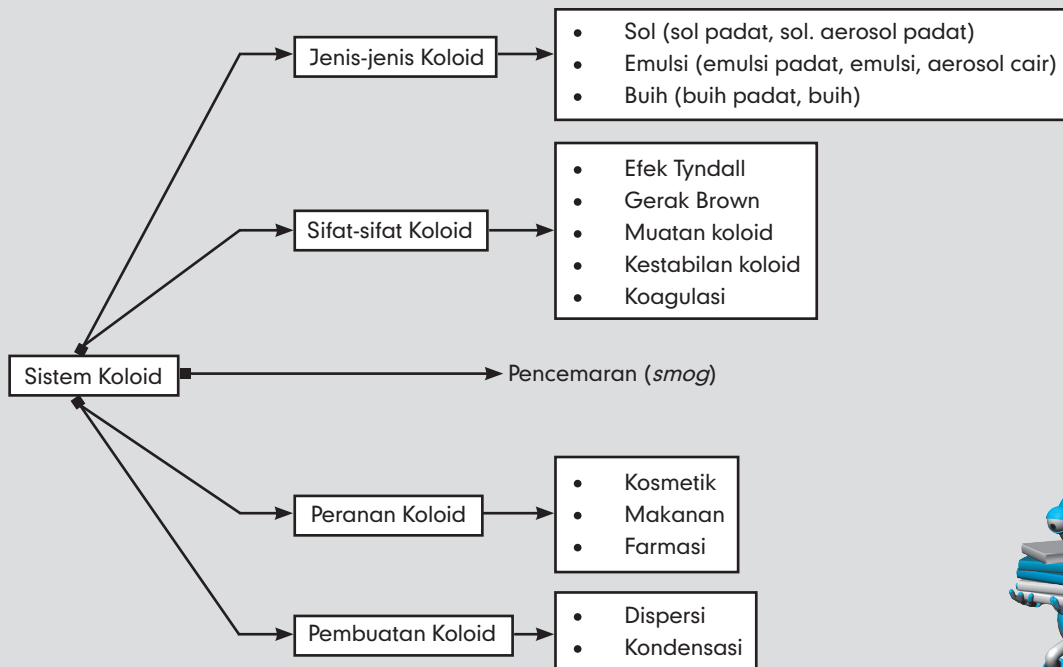 Jenis-jenis Koloid
• Sol (sol padat, sol. aerosol padat)
• Emulsi (emulsi padat, emulsi, aerosol cair)
• Buih (buih padat, buih)
Sifat-sifat Koloid
• Efek Tyndall
• Gerak Brown
• Muatan koloid
• Kestabilan koloid
• Koagulasi
Sistem Koloid
Pencemaran (smog)
Peranan Koloid
• Kosmetik
• Makanan
• Farmasi
Pembuatan Koloid
• Dispersi
• Kondensasi